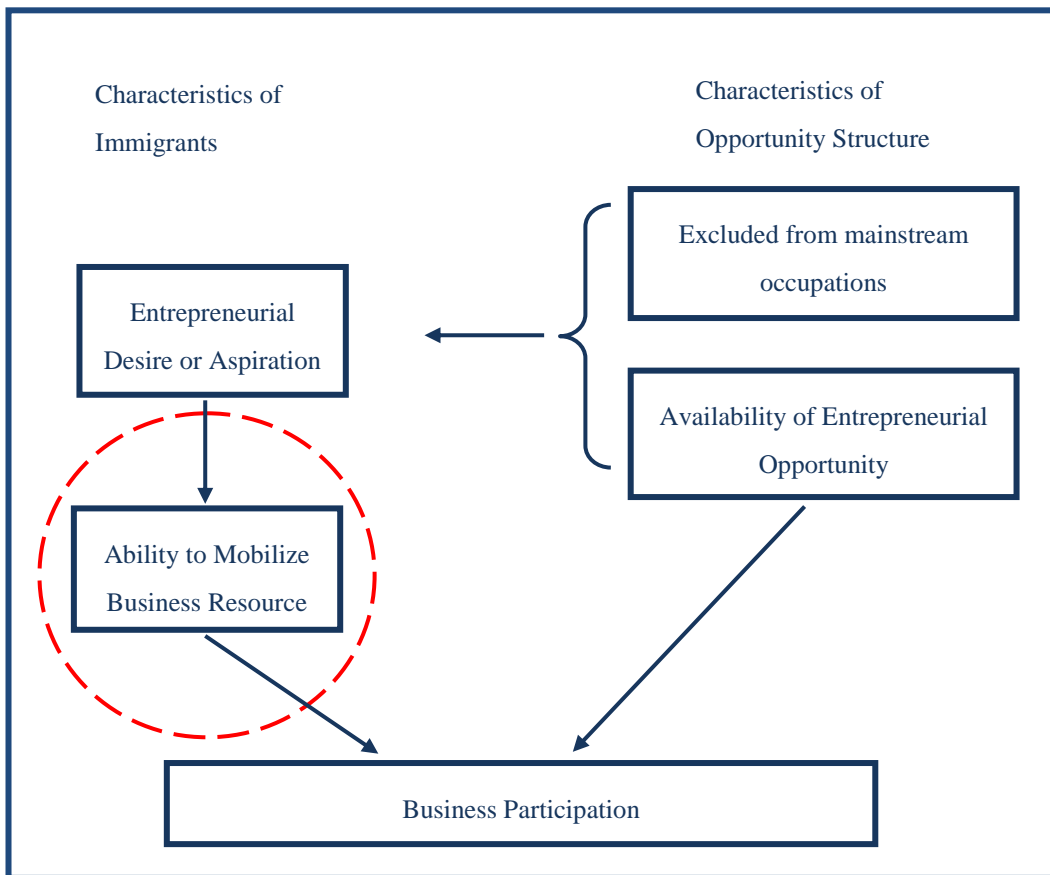 Characteristics of
Immigrants
Characteristics of
Opportunity Structure
Excluded from mainstream
occupations
Entrepreneurial
Desire or Aspiration
Availability of Entrepreneurial
Opportunity
Ability to Mobilize
Business Resource
Business Participation